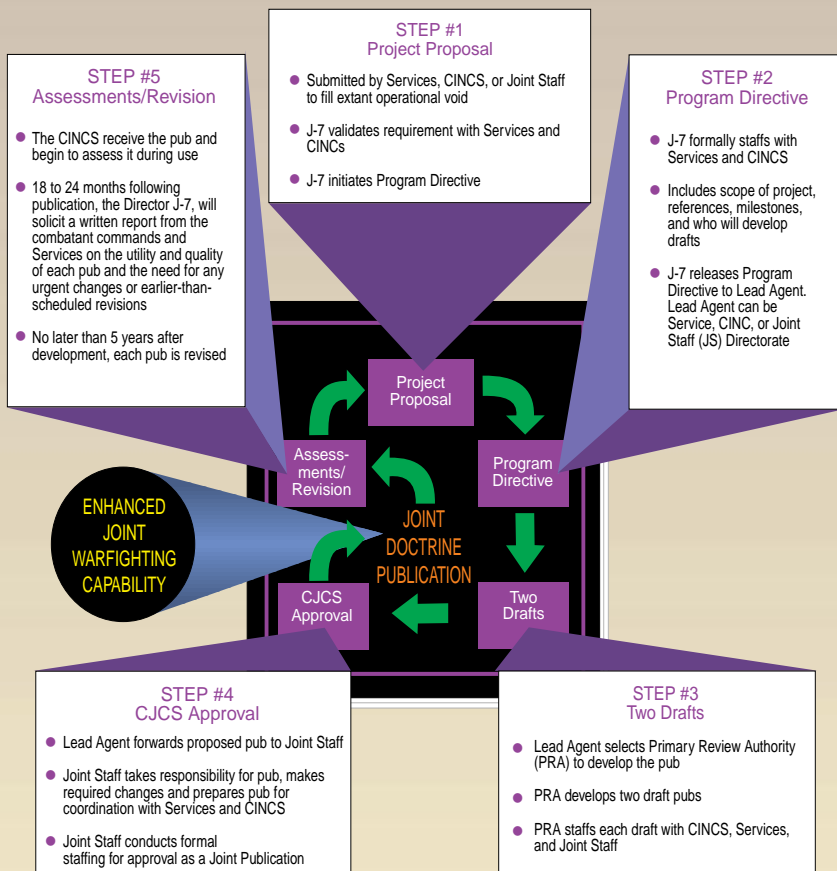 STEP #1
Project Proposal
Submitted by Services, CINCS, or Joint Staff
to fill extant operational void
J-7 validates requirement with Services and
CINCs
J-7 initiates Program Directive
STEP #5
Assessments/Revision
The CINCS receive the pub and
begin to assess it during use
18 to 24 months following
publication, the Director J-7, will
solicit a written report from the
combatant commands and
Services on the utility and quality
of each pub and the need for any
urgent changes or earlier-than-
scheduled revisions
No later than 5 years after
development, each pub is revised
STEP #2
Program Directive
J-7 formally staffs with
Services and CINCS
Includes scope of project,
references, milestones,
and who will develop
drafts
J-7 releases Program
Directive to Lead Agent.
Lead Agent can be
Service, CINC, or Joint
Staff (JS) Directorate
Project
Proposal
Assess-
ments/
Revision
Program
Directive
ENHANCED
JOINT
WARFIGHTING
CAPABILITY
JOINT
DOCTRINE
PUBLICATION
CJCS
Approval
Two
Drafts
STEP #4
CJCS Approval
Lead Agent forwards proposed pub to Joint Staff
Joint Staff takes responsibility for pub, makes
required changes and prepares pub for
coordination with Services and CINCS
Joint Staff conducts formal
staffing for approval as a Joint Publication
STEP #3
Two Drafts
Lead Agent selects Primary Review Authority
(PRA) to develop the pub
PRA develops two draft pubs
PRA staffs each draft with CINCS, Services,
and Joint Staff